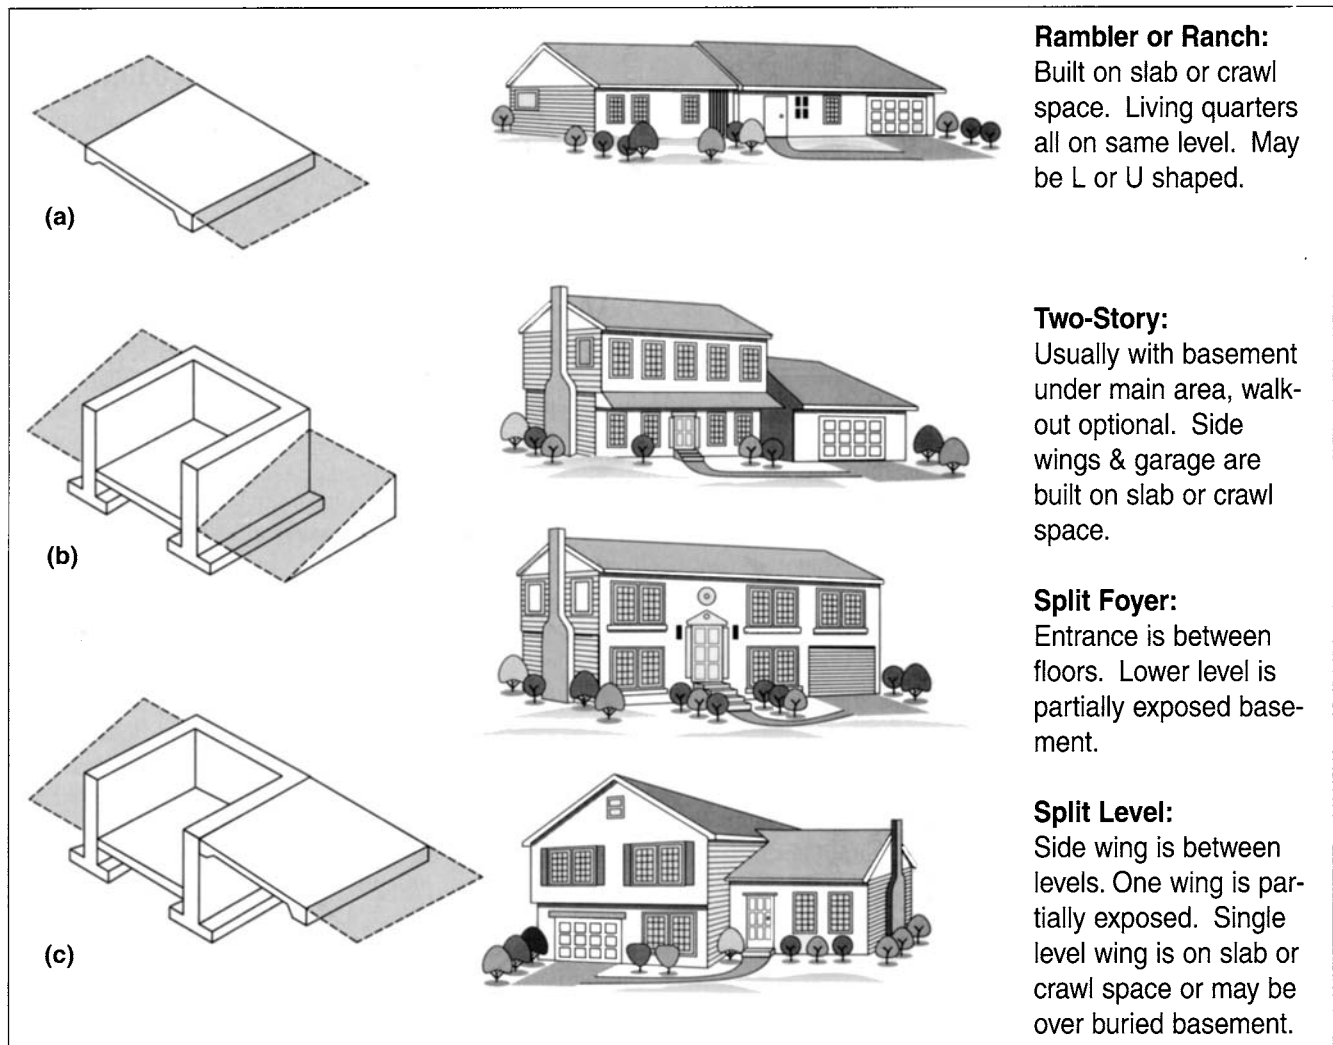 Rambler or Ranch:
Built on slab or crawl
space. Living quarters
all on same level. May
be L or U shaped.
(a)
Two-Story:
Usually with basement
under main area, walk-
out optional. Side
wings & garage are
built on slab or crawl
space.
(b)
Split Foyer:
Entrance is between
floors. Lower level is
partially exposed base-
ment.
Split Level:
Side wing is between
levels. One wing is par-
tially exposed. Single
level wing is on slab or
crawl space or may be
over buried basement.
(c)